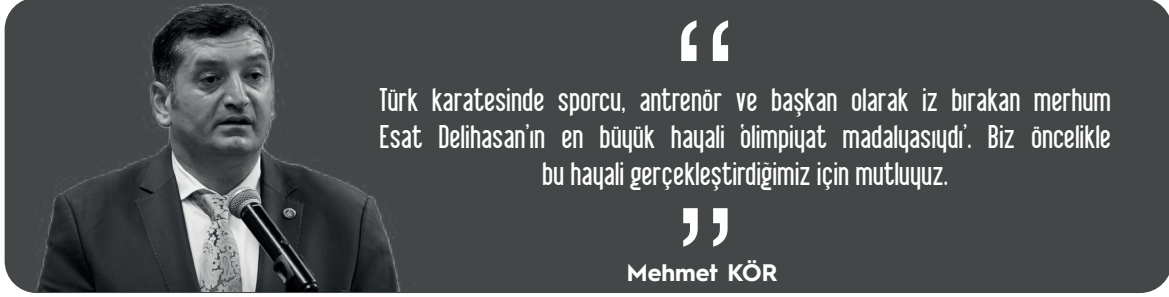 “
Türk karatesinde sporcu, antrenör ve başkan olarak iz bırakan merhum
Esat Delihasan'ın en büyük hayali 'olimpiyat madalyasıydı'. Biz öncelikle
bu hayali gerçekleştirdiğimiz için mutluyuz.
”
Mehmet KÖR